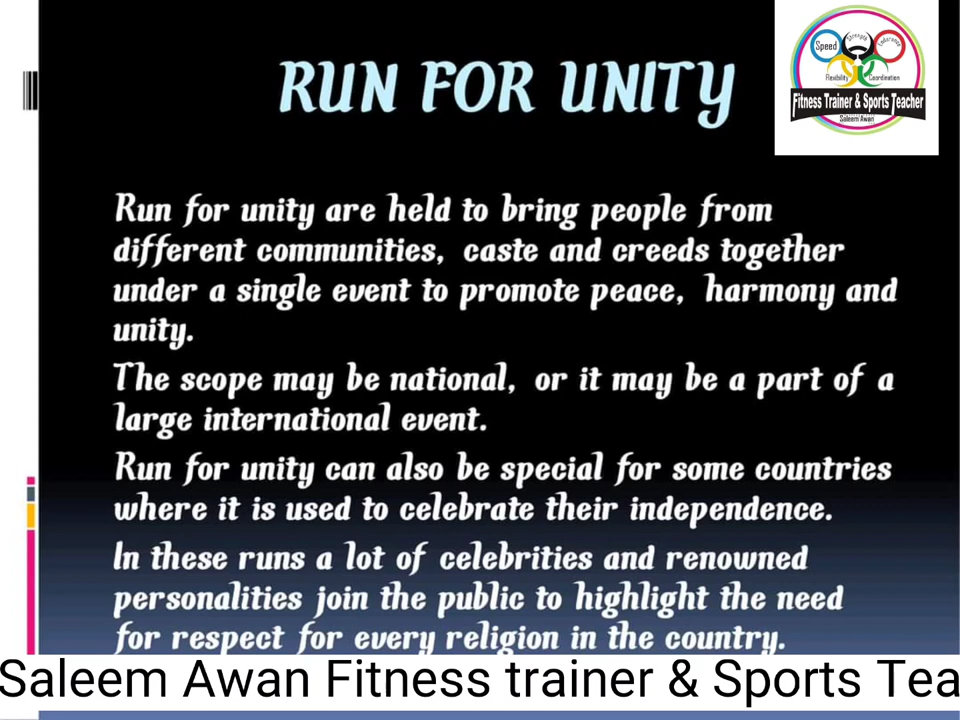 RUN FOR UNITY
Speed
Strength
Endurance
Flexibility
Coordination
Fitness Trainer & Sports Teacher
Saleem Awan
Run for unity are held to bring people from
different communities, caste and creeds together
under a single event to promote peace, harmony and
unity.
The scope may be national, or it may be a part of a
large international event.
Run for unity can also be special for some countries
where it is used to celebrate their independence.
In these runs a lot of celebrities and renowned
personalities join the public to highlight the need
for respect for every religion in the country.
Saleem Awan Fitness trainer & Sports Tea